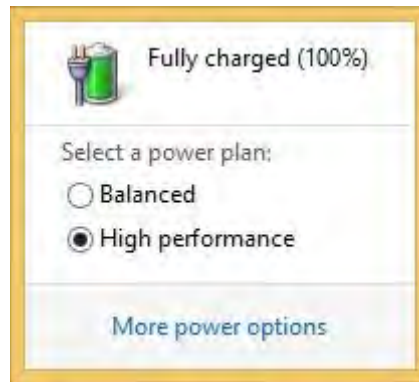 Fully charged (100%)
Select a power plan:
Balanced
High performance
More power options